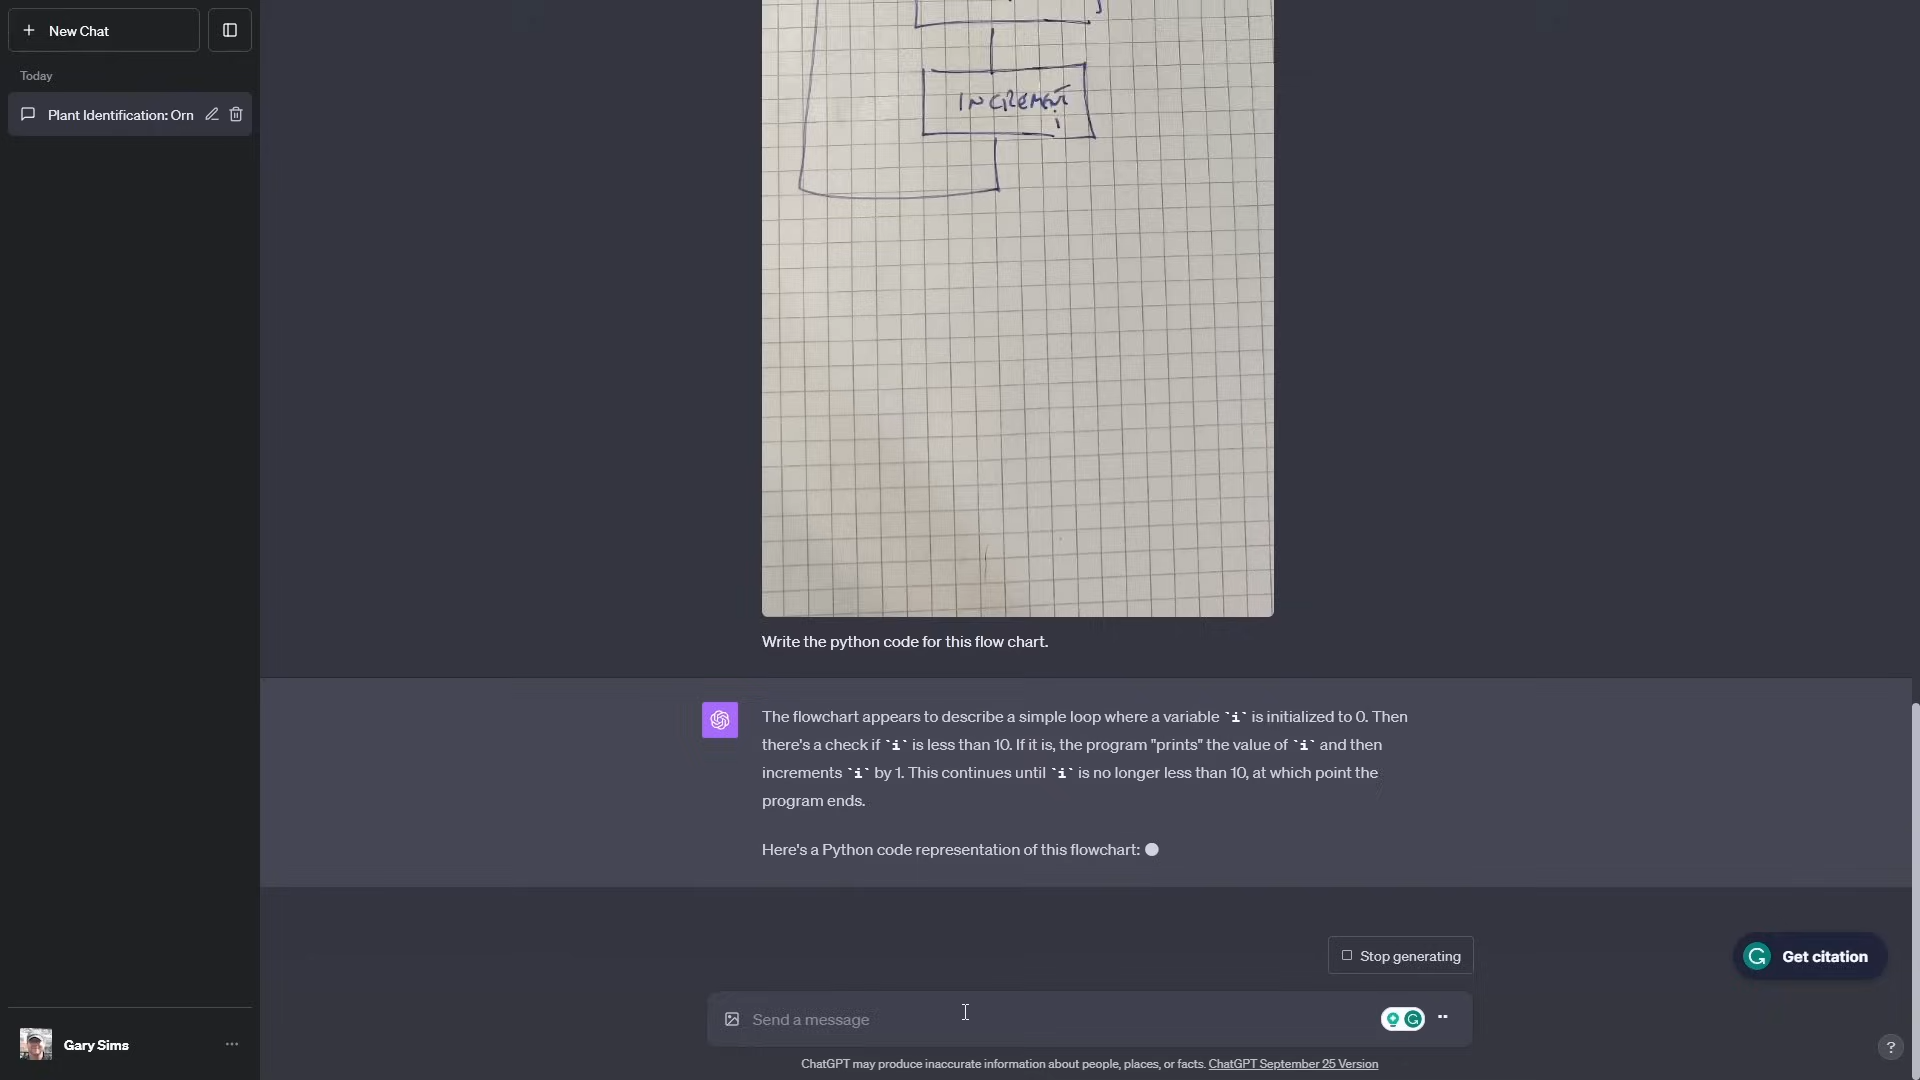 New Chat
Today
Plant Identification: Orn
INCREMENT
i
Write the python code for this flow chart.
The flowchart appears to describe a simple loop where a variable `i` is initialized to 0. Then
there's a check if `i` is less than 10. If it is, the program "prints" the value of `i` and then
increments `i` by 1. This continues until `i` is no longer less than 10, at which point the
program ends.
Here's a Python code representation of this flowchart:
Stop generating
Get citation
Send a message
Gary Sims
ChatGPT may produce inaccurate information about people, places, or facts. ChatGPT September 25 Version
?